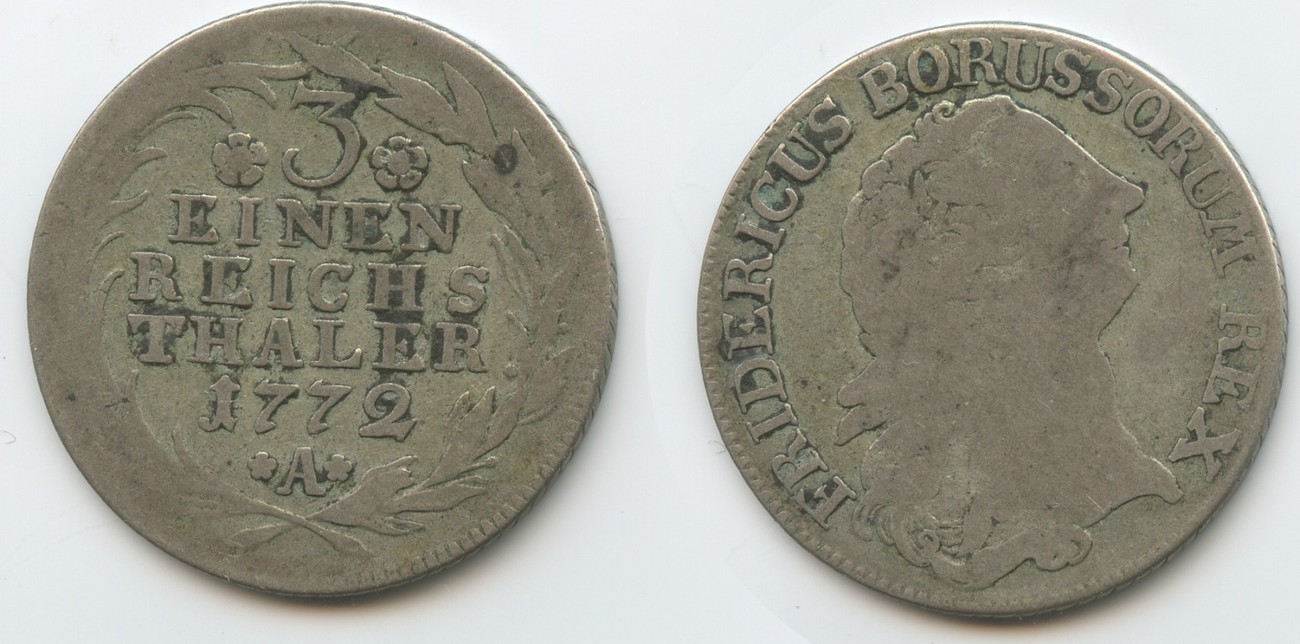 3
EINEN
REICHS
THALER.
1772
*A*
FRIDERICUS BORUSSORUM REX